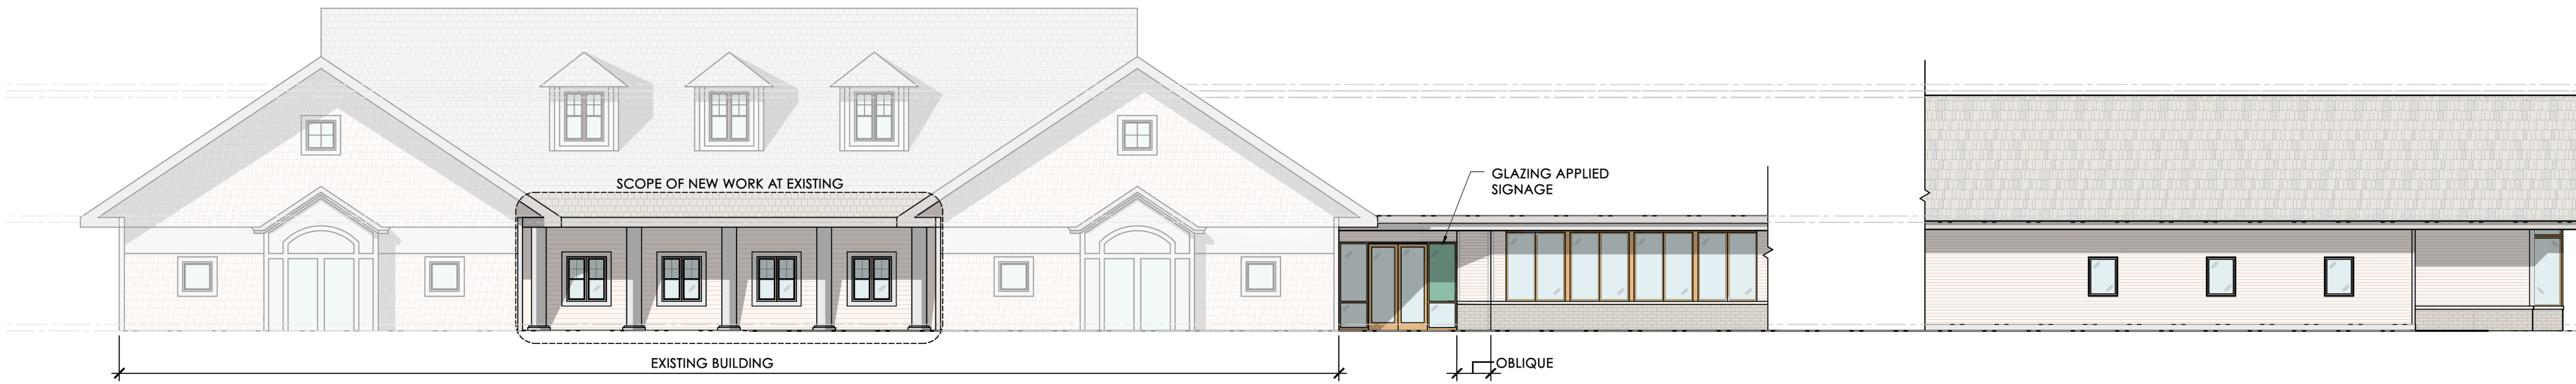 SCOPE OF NEW WORK AT EXISTING
GLAZING APPLIED
SIGNAGE
EXISTING BUILDING
OBLIQUE